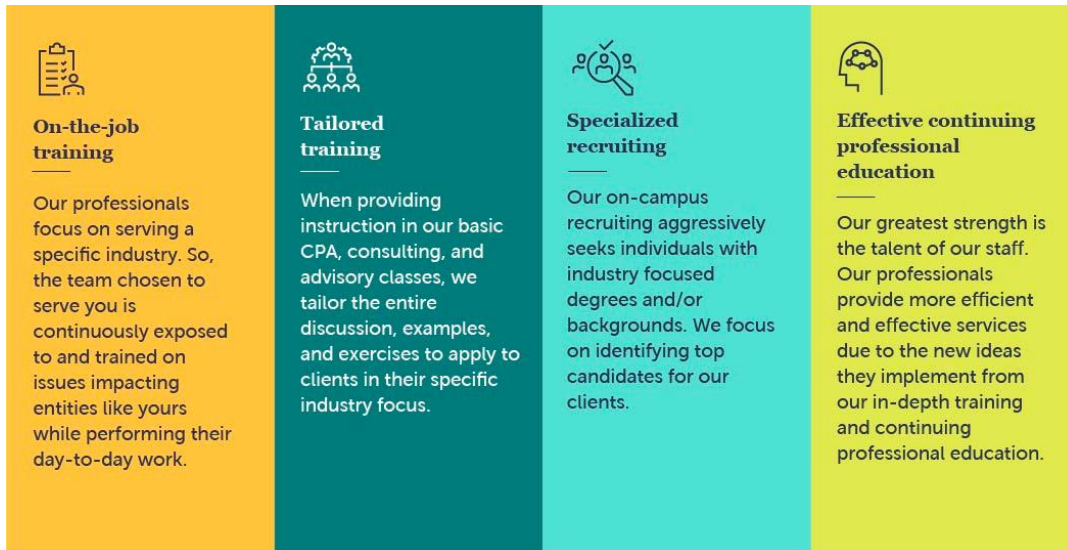 On-the-job
training
Our professionals
focus on serving a
specific industry. So,
the team chosen to
serve you is
continuously exposed
to and trained on
issues impacting
entities like yours
while performing their
day-to-day work.
Tailored
training
When providing
instruction in our basic
CPA, consulting, and
advisory classes, we
tailor the entire
discussion, examples,
and exercises to apply to
clients in their specific
industry focus.
Specialized
recruiting
Our on-campus
recruiting aggressively
seeks individuals with
industry focused
degrees and/or
backgrounds. We focus
on identifying top
candidates for our
clients.
Effective continuing
professional
education
Our greatest strength is
the talent of our staff.
Our professionals
provide more efficient
and effective services
due to the new ideas
they implement from
our in-depth training
and continuing
professional education.